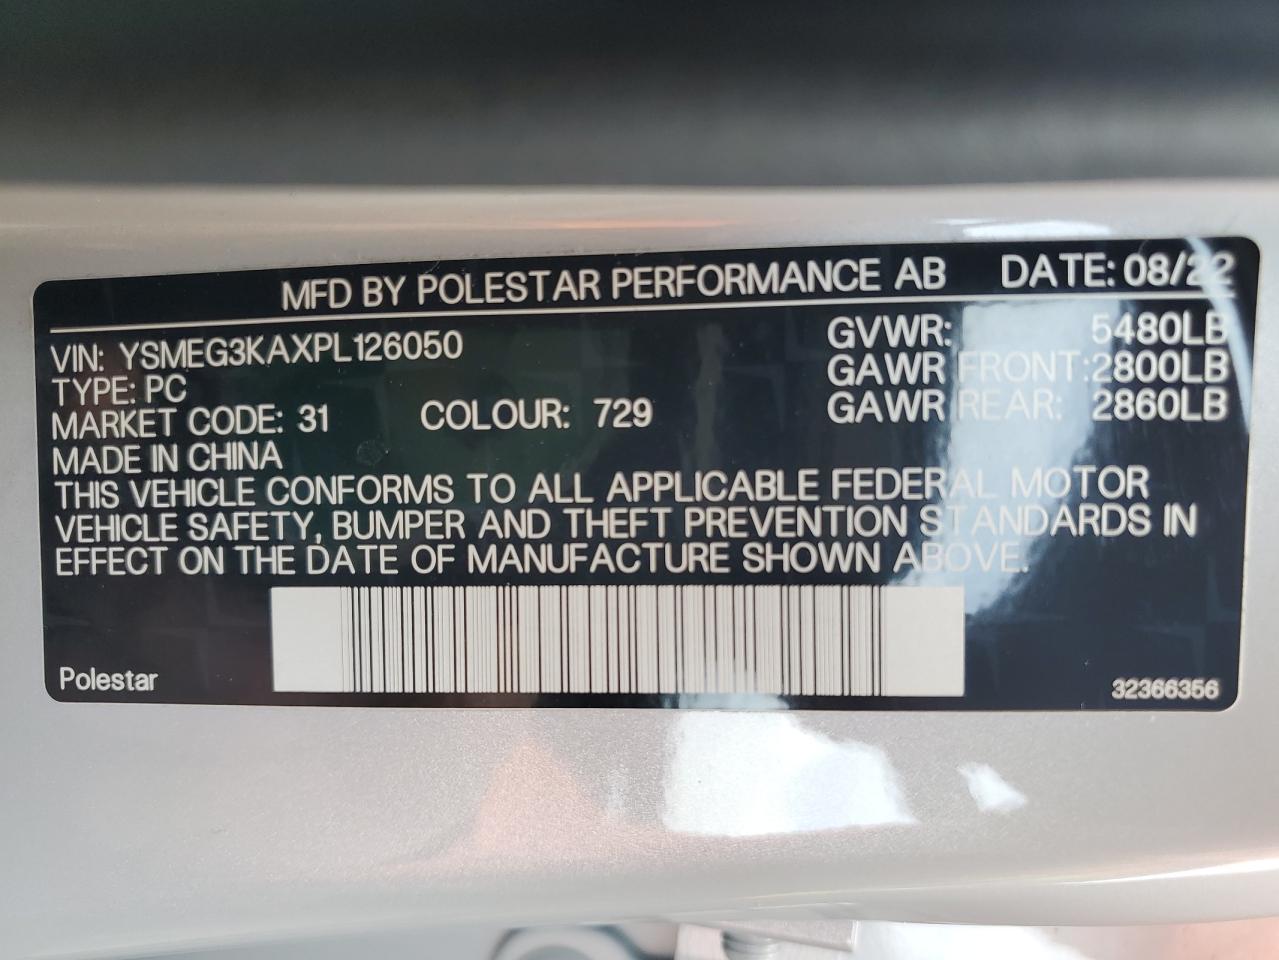 MFD BY POLESTAR PERFORMANCE AB DATE: 08/22
VIN: YSMEG3KAXPL126050 GVWR: 5480LB
TYPE: PC GAWR FRONT: 2800LB
MARKET CODE: 31 COLOUR: 729 GAWR REAR: 2860LB
MADE IN CHINA
THIS VEHICLE CONFORMS TO ALL APPLICABLE FEDERAL MOTOR
VEHICLE SAFETY, BUMPER AND THEFT PREVENTION STANDARDS IN
EFFECT ON THE DATE OF MANUFACTURE SHOWN ABOVE.
Polestar 32366356